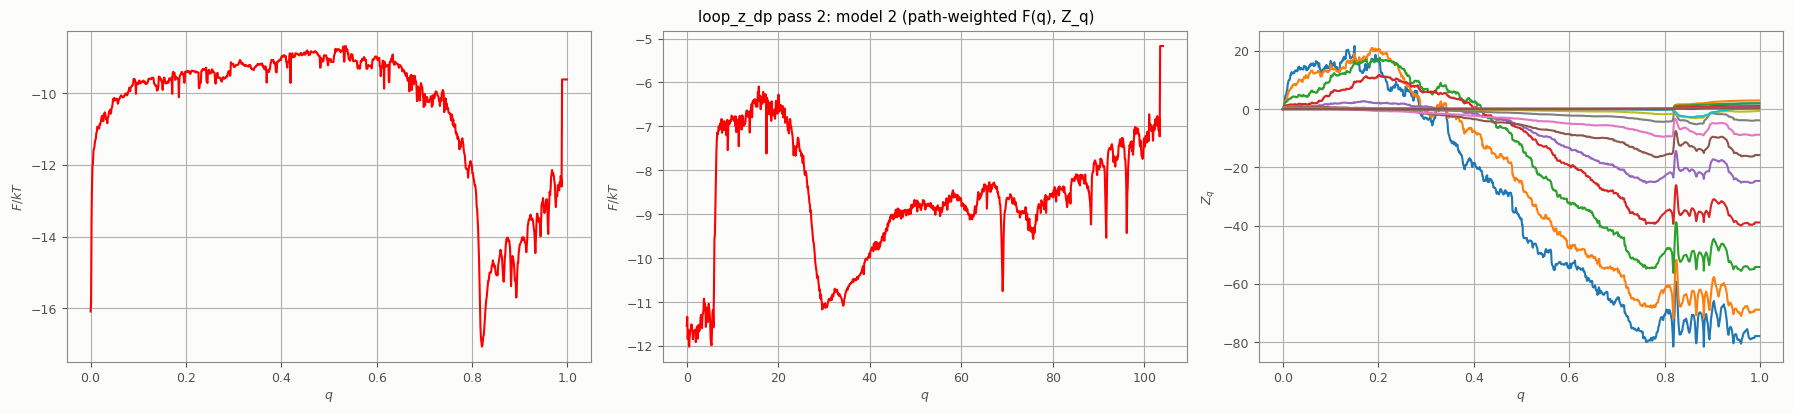 loop_z_dp pass 2: model 2 (path-weighted F(q), Z_q)
F/kT
−10
−12
−14
−16
0.0 0.2 0.4 0.6 0.8 1.0
q
F/kT
−5
−6
−7
−8
−9
−10
−11
−12
0 20 40 60 80 100
q
Z_q
20
0
−20
−40
−60
−80
0.0 0.2 0.4 0.6 0.8 1.0
q